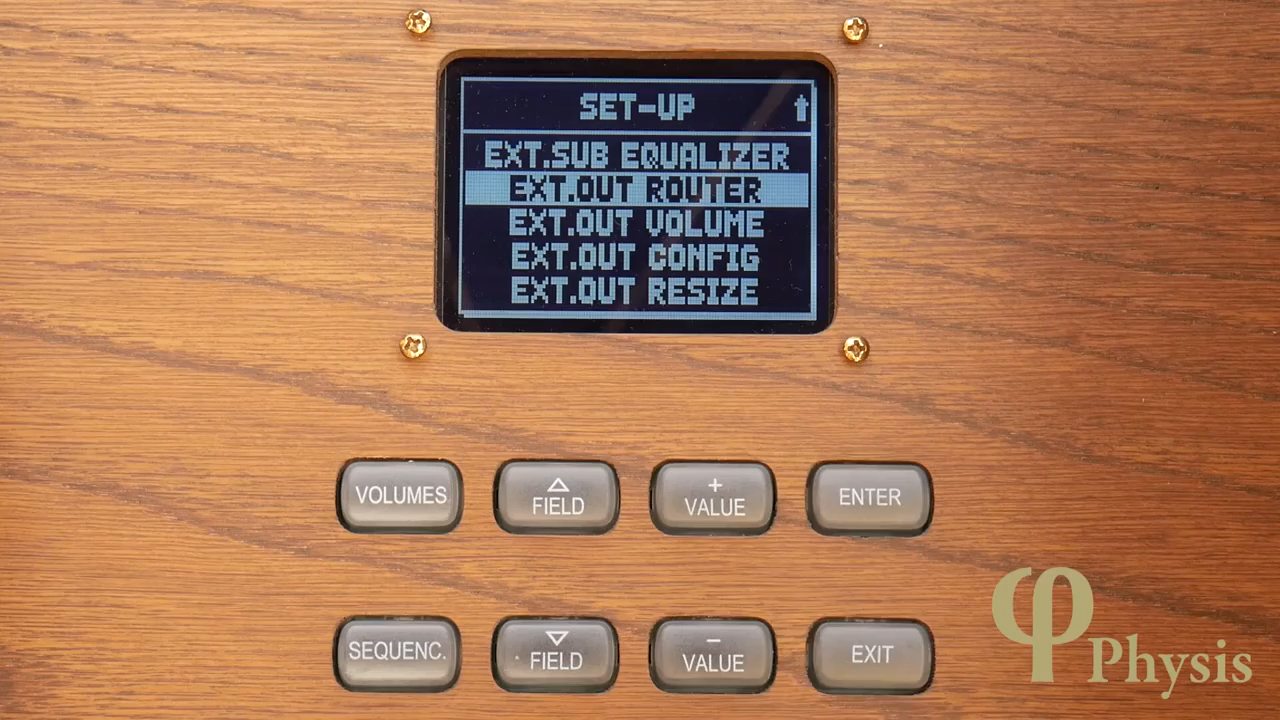 SET-UP
EXT.SUB EQUALIZER
EXT.OUT ROUTER
EXT.OUT VOLUME
EXT.OUT CONFIG
EXT.OUT RESIZE
VOLUMES
△
FIELD
+
VALUE
ENTER
SEQUENC.
▽
FIELD
−
VALUE
EXIT
φ
Physis